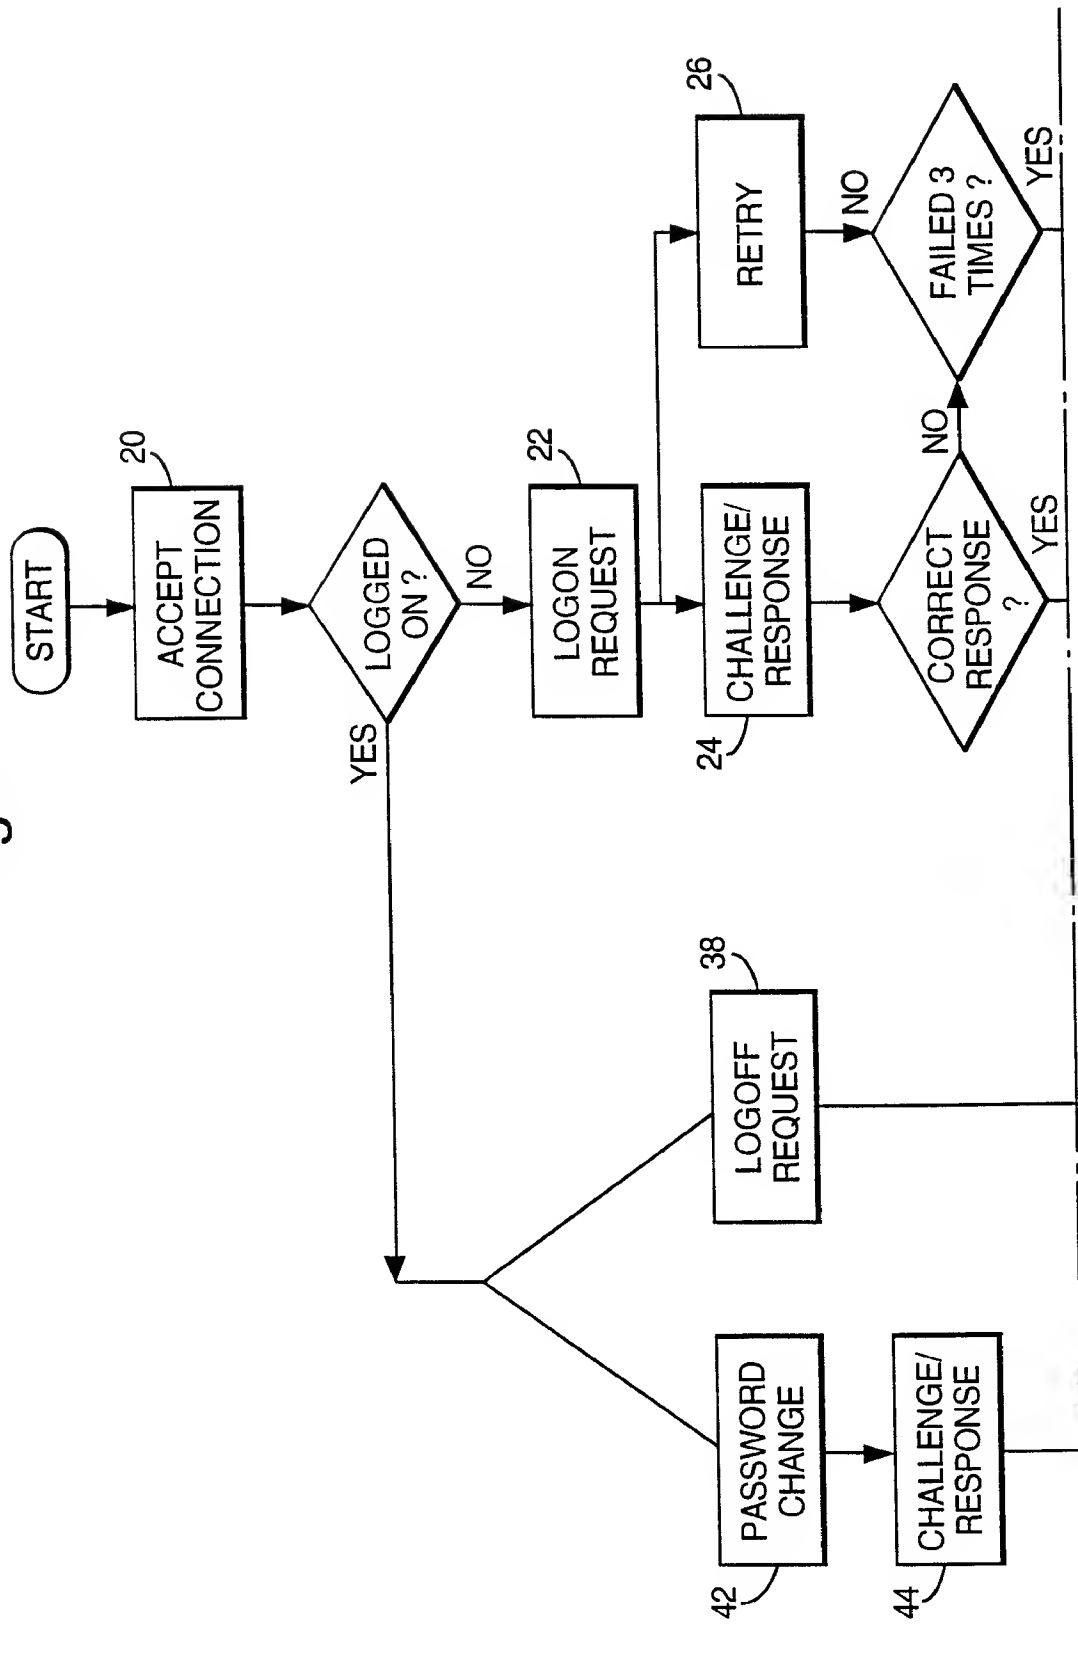 START
20
ACCEPT
CONNECTION
LOGGED
ON ?
YES
NO
22
LOGON
REQUEST
26
RETRY
24
CHALLENGE/
RESPONSE
NO
CORRECT
RESPONSE
?
NO
YES
FAILED 3
TIMES ?
YES
38
LOGOFF
REQUEST
42
PASSWORD
CHANGE
44
CHALLENGE/
RESPONSE